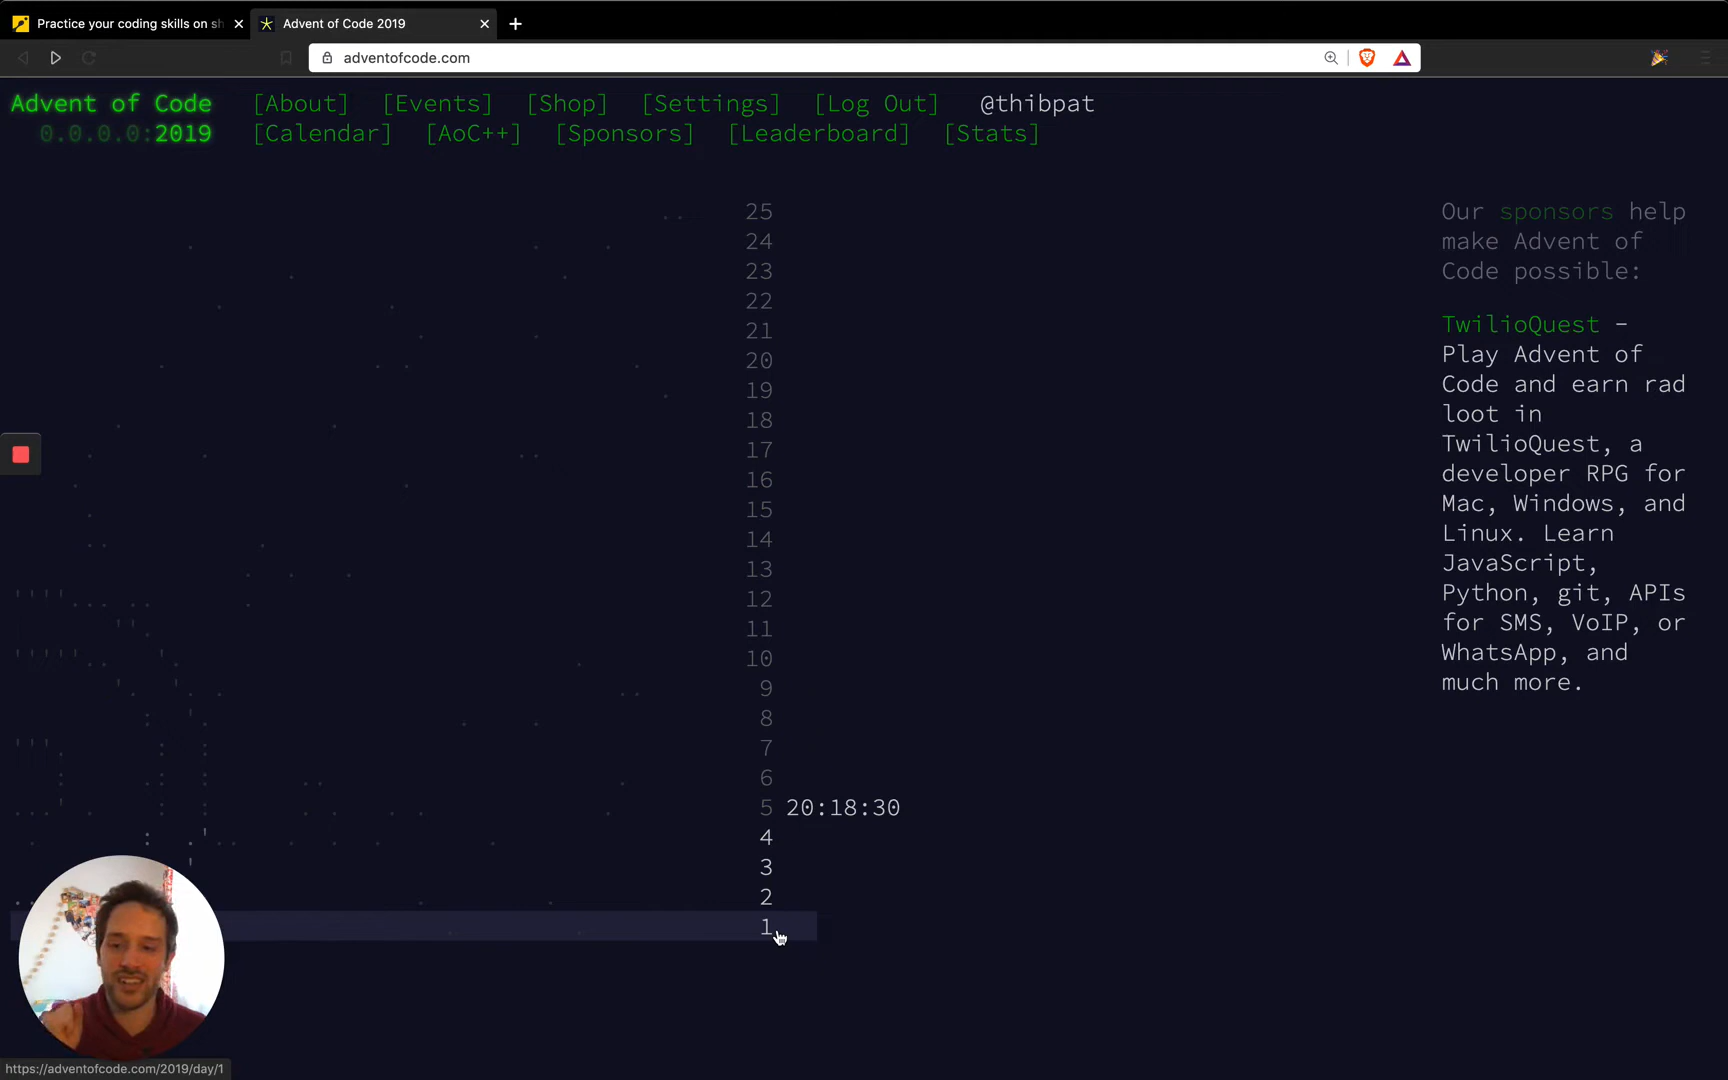 Practice your coding skills on sh
Advent of Code 2019
adventofcode.com
Advent of Code [About] [Events] [Shop] [Settings] [Log Out] @thibpat
0.0.0.0:2019 [Calendar] [AoC++] [Sponsors] [Leaderboard] [Stats]
25
24
23
22
21
20
19
18
17
16
15
14
13
12
11
10
9
8
7
6
5 20:18:30
4
3
2
1
Our sponsors help
make Advent of
Code possible:
TwilioQuest -
Play Advent of
Code and earn rad
loot in
TwilioQuest, a
developer RPG for
Mac, Windows, and
Linux. Learn
JavaScript,
Python, git, APIs
for SMS, VoIP, or
WhatsApp, and
much more.
https://adventofcode.com/2019/day/1